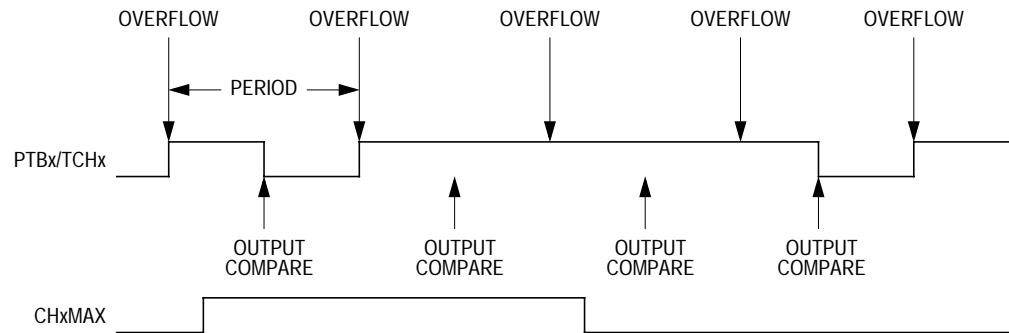 OVERFLOW OVERFLOW OVERFLOW OVERFLOW OVERFLOW
PERIOD
PTBx/TCHx
OUTPUT COMPARE
OUTPUT COMPARE
OUTPUT COMPARE
OUTPUT COMPARE
CHxMAX